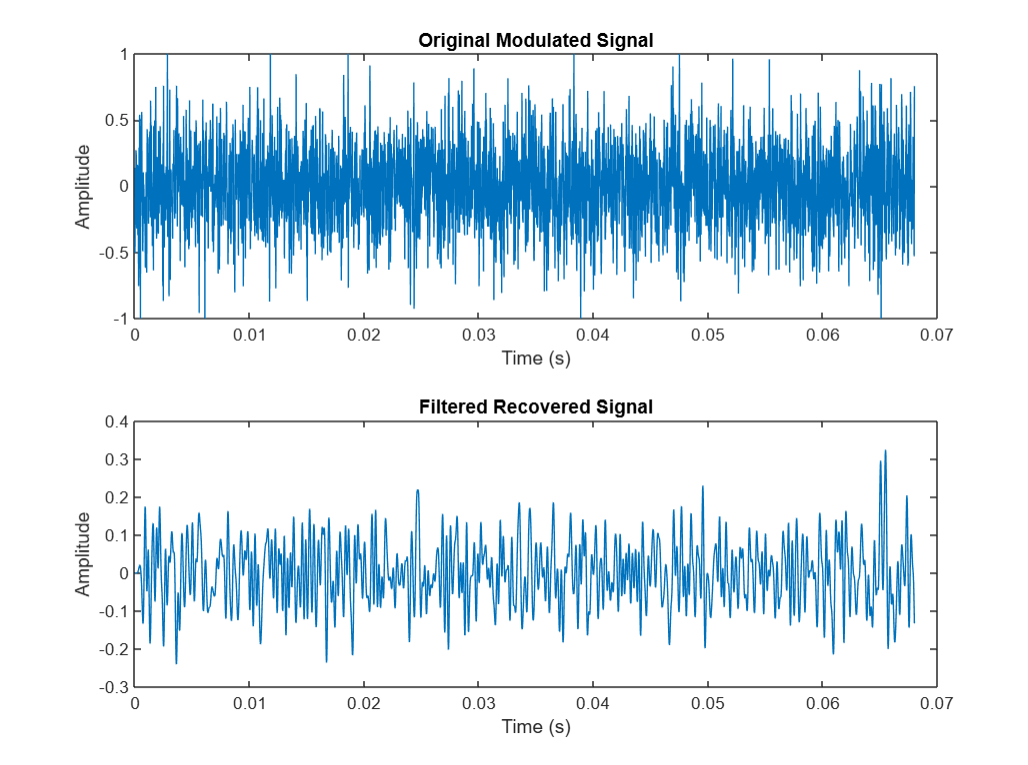 Original Modulated Signal
1
0.5
0
-0.5
-1
Amplitude
0 0.01 0.02 0.03 0.04 0.05 0.06 0.07
Time (s)
Filtered Recovered Signal
0.4
0.3
0.2
0.1
0
-0.1
-0.2
-0.3
Amplitude
0 0.01 0.02 0.03 0.04 0.05 0.06 0.07
Time (s)